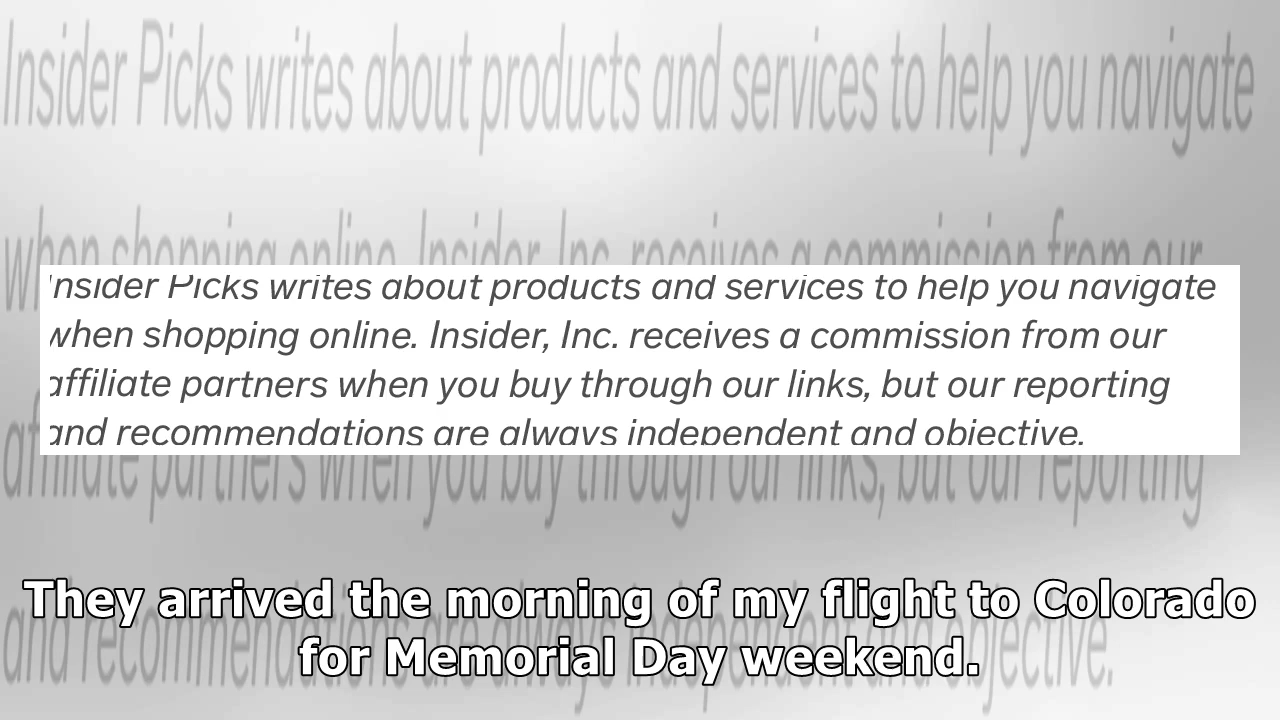 Insider Picks writes about products and services to help you navigate
when shopping online. Insider, Inc. receives a commission from our
Insider Picks writes about products and services to help you navigate
when shopping online. Insider, Inc. receives a commission from our
affiliate partners when you buy through our links, but our reporting
and recommendations are always independent and objective.
affiliate partners when you buy through our links, but our reporting
They arrived the morning of my flight to Colorado
and recommendations are always independent and objective.
for Memorial Day weekend.